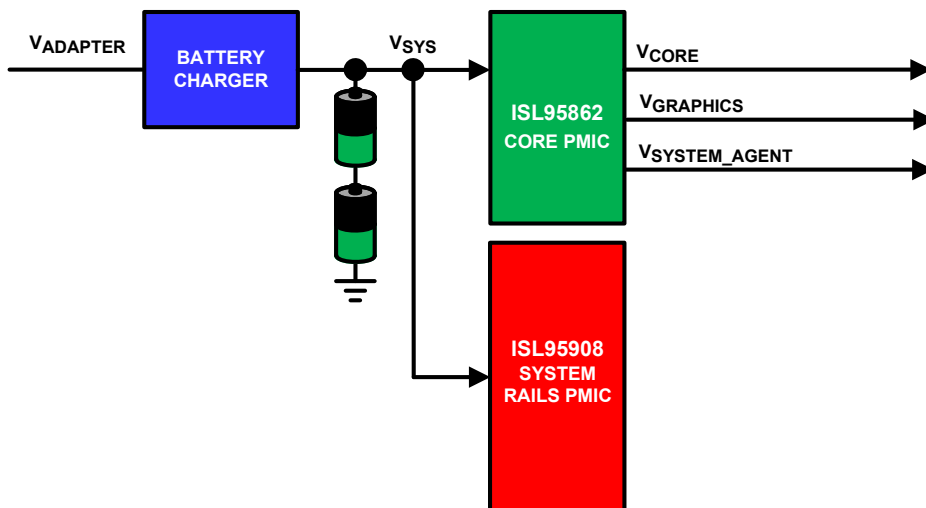 VADAPTER
BATTERY
CHARGER
VSYS
ISL95862
CORE PMIC
VCORE
VGRAPHICS
VSYSTEM_AGENT
ISL95908
SYSTEM
RAILS PMIC